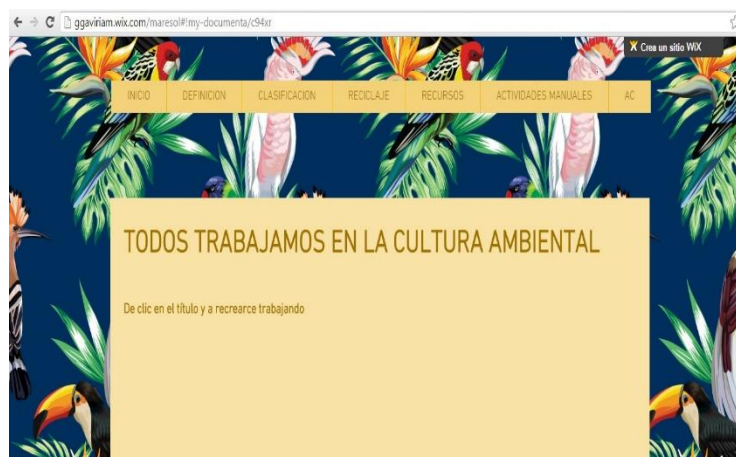 ggaviriam.wix.com/maresol#!my-documenta/c94xr
X Crea un sitio WiX
INICIO DEFINICION CLASIFICACION RECICLAJE RECURSOS ACTIVIDADES MANUALES AC
TODOS TRABAJAMOS EN LA CULTURA AMBIENTAL
De clic en el título y a recrearce trabajando